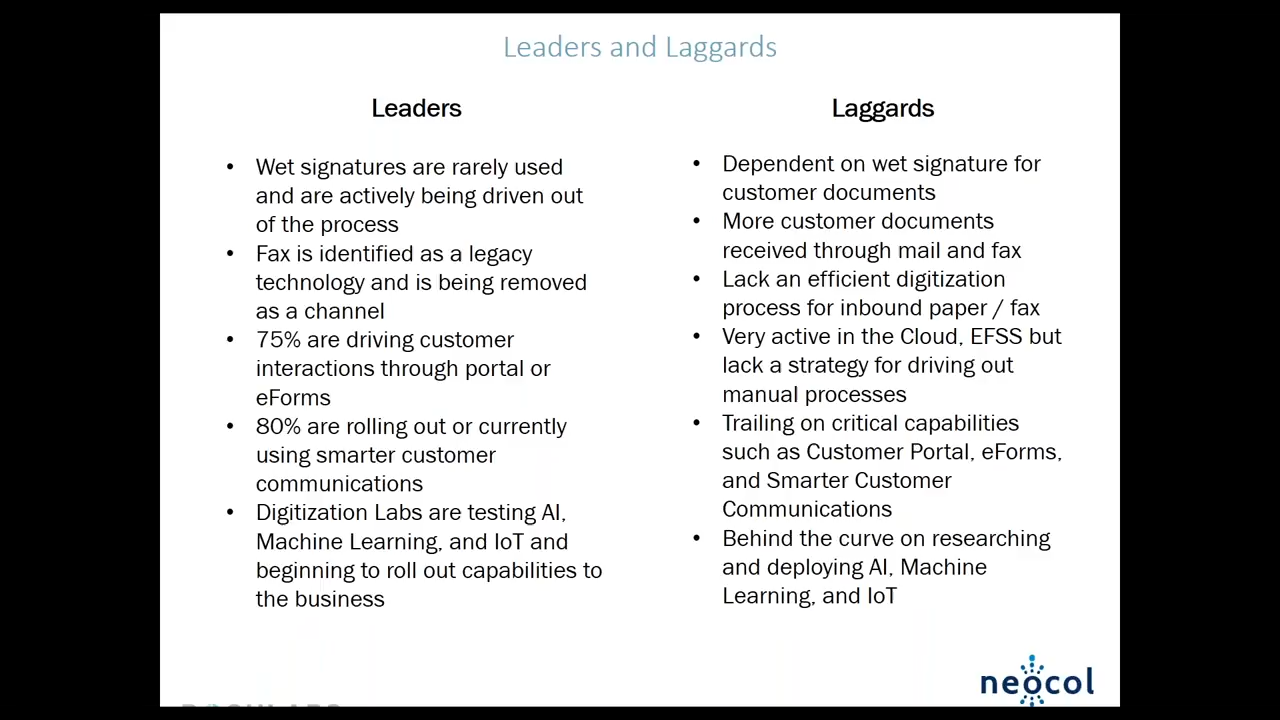 Leaders and Laggards
Leaders
• Wet signatures are rarely used
and are actively being driven out
of the process
• Fax is identified as a legacy
technology and is being removed
as a channel
• 75% are driving customer
interactions through portal or
eForms
• 80% are rolling out or currently
using smarter customer
communications
• Digitization Labs are testing AI,
Machine Learning, and IoT and
beginning to roll out capabilities to
the business
Laggards
• Dependent on wet signature for
customer documents
• More customer documents
received through mail and fax
• Lack an efficient digitization
process for inbound paper / fax
• Very active in the Cloud, EFSS but
lack a strategy for driving out
manual processes
• Trailing on critical capabilities
such as Customer Portal, eForms,
and Smarter Customer
Communications
• Behind the curve on researching
and deploying AI, Machine
Learning, and IoT
neocol